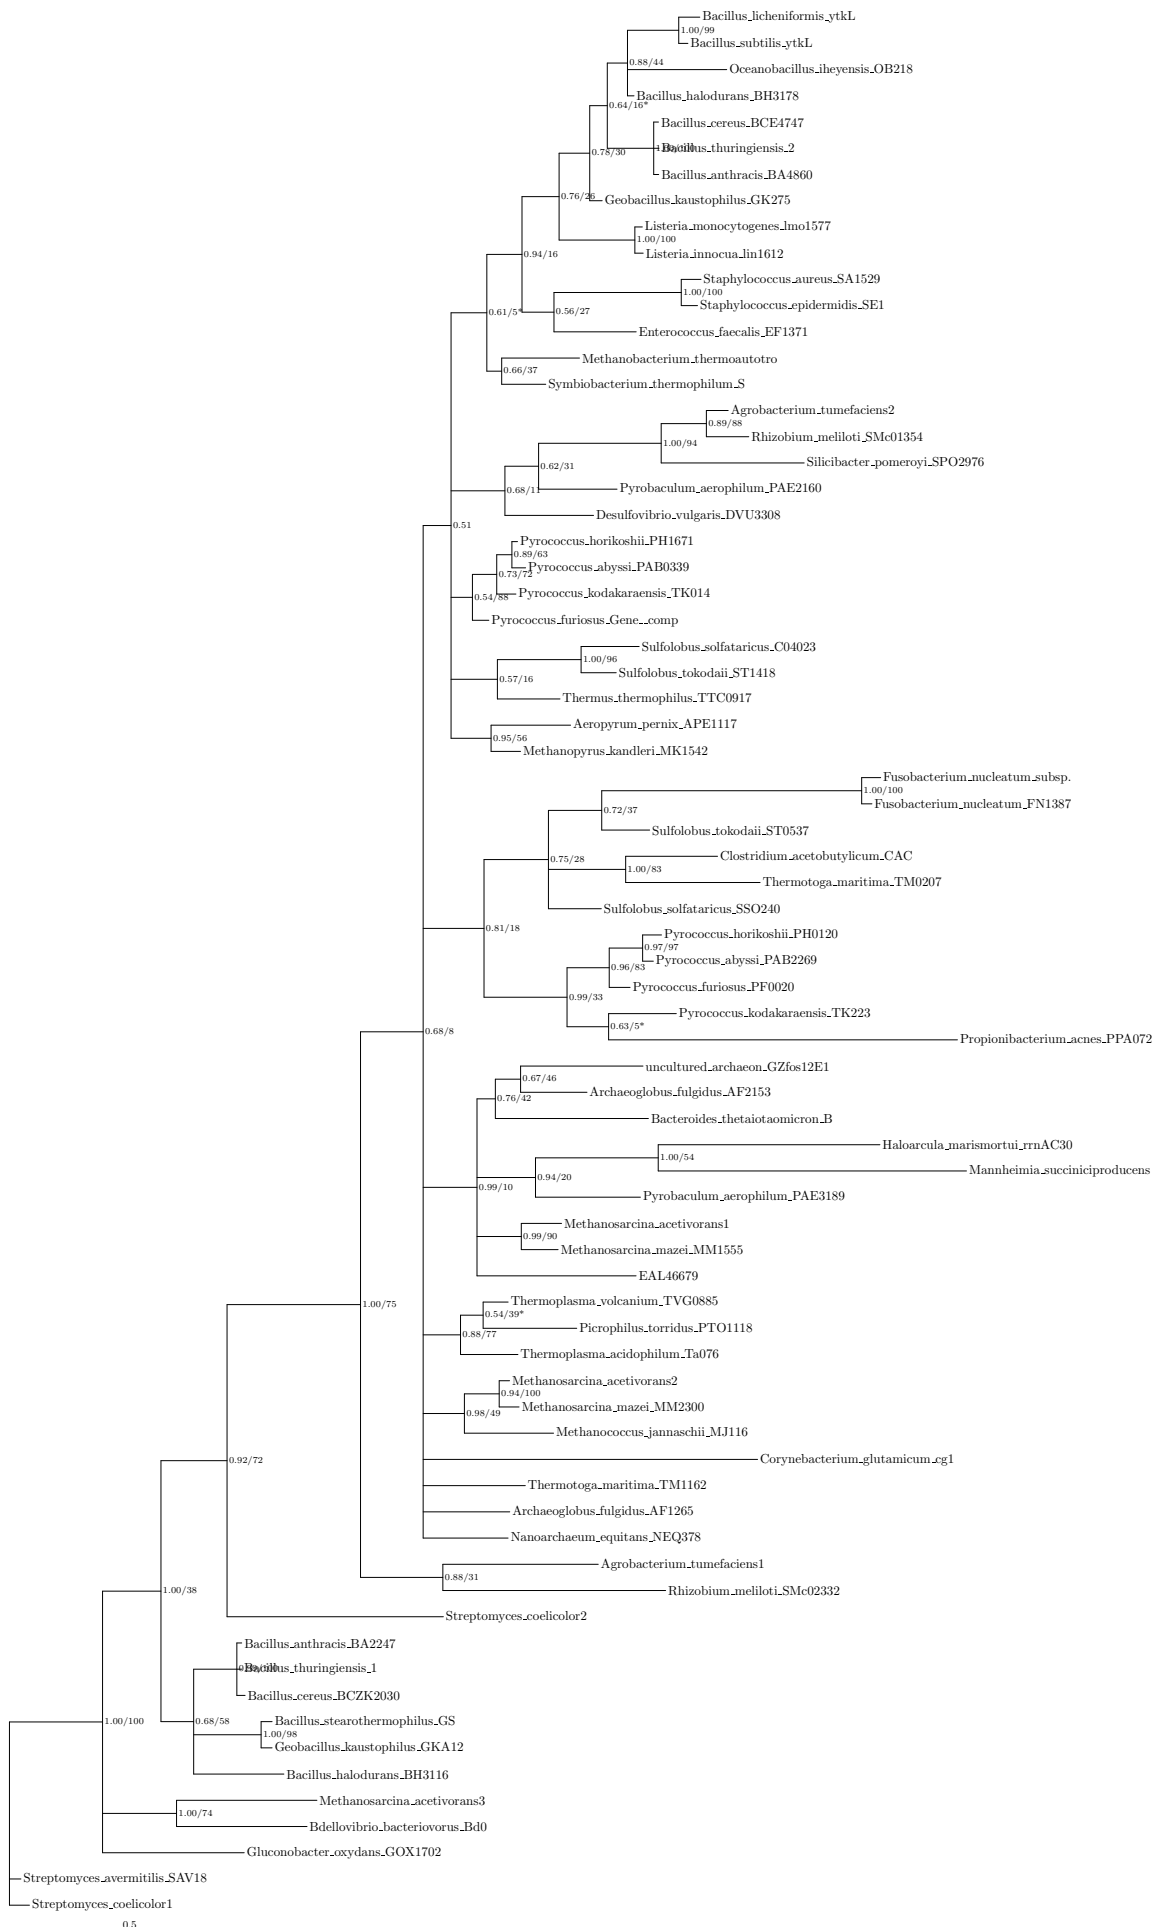 Bacillus_licheniformis_ytkL
1.00/99
Bacillus_subtilis_ytkL
0.88/44
Oceanobacillus_iheyensis_OB218
Bacillus_halodurans_BH3178
0.64/16*
Bacillus_cereus_BCE4747
Bacillus_thuringiensis_2
0.78/30
Bacillus_anthracis_BA4860
0.76/26
Geobacillus_kaustophilus_GK275
Listeria_monocytogenes_lmo1577
1.00/100
Listeria_innocua_lin1612
0.94/16
Staphylococcus_aureus_SA1529
1.00/100
Staphylococcus_epidermidis_SE1
0.61/5*
0.56/27
Enterococcus_faecalis_EF1371
Methanobacterium_thermoautotro
0.66/37
Symbiobacterium_thermophilum_S
Agrobacterium_tumefaciens2
0.89/88
Rhizobium_meliloti_SMc01354
1.00/94
Silicibacter_pomeroyi_SPO2976
0.62/31
Pyrobaculum_aerophilum_PAE2160
0.68/11
Desulfovibrio_vulgaris_DVU3308
0.51
Pyrococcus_horikoshii_PH1671
0.89/63
Pyrococcus_abyssi_PAB0339
0.73/72
Pyrococcus_kodakaraensis_TK014
0.54/88
Pyrococcus_furiosus_Gene__comp
Sulfolobus_solfataricus_C04023
1.00/96
Sulfolobus_tokodaii_ST1418
0.57/16
Thermus_thermophilus_TTC0917
Aeropyrum_pernix_APE1117
0.95/56
Methanopyrus_kandleri_MK1542
Fusobacterium_nucleatum_subsp.
1.00/100
Fusobacterium_nucleatum_FN1387
0.72/37
Sulfolobus_tokodaii_ST0537
Clostridium_acetobutylicum_CAC
0.75/28
1.00/83
Thermotoga_maritima_TM0207
Sulfolobus_solfataricus_SSO240
0.81/18
Pyrococcus_horikoshii_PH0120
0.97/97
Pyrococcus_abyssi_PAB2269
0.96/83
Pyrococcus_furiosus_PF0020
0.99/33
Pyrococcus_kodakaraensis_TK223
0.63/5*
0.68/8
Propionibacterium_acnes_PPA072
uncultured_archaeon_GZfos12E1
0.67/46
Archaeoglobus_fulgidus_AF2153
0.76/42
Bacteroides_thetaiotaomicron_B
Haloarcula_marismortui_rrnAC30
1.00/54
Mannheimia_succiniciproducens
0.94/20
0.99/10
Pyrobaculum_aerophilum_PAE3189
Methanosarcina_acetivorans1
0.99/90
Methanosarcina_mazei_MM1555
EAL46679
Thermoplasma_volcanium_TVG0885
1.00/75
0.54/39*
Picrophilus_torridus_PTO1118
0.88/77
Thermoplasma_acidophilum_Ta076
Methanosarcina_acetivorans2
0.94/100
Methanosarcina_mazei_MM2300
0.98/49
Methanococcus_jannaschii_MJ116
0.92/72
Corynebacterium_glutamicum_cg1
Thermotoga_maritima_TM1162
Archaeoglobus_fulgidus_AF1265
Nanoarchaeum_equitans_NEQ378
Agrobacterium_tumefaciens1
0.88/31
1.00/38
Rhizobium_meliloti_SMc02332
Streptomyces_coelicolor2
Bacillus_anthracis_BA2247
Bacillus_thuringiensis_1
Bacillus_cereus_BCZK2030
1.00/100
0.68/58
Bacillus_stearothermophilus_GS
1.00/98
Geobacillus_kaustophilus_GKA12
Bacillus_halodurans_BH3116
Methanosarcina_acetivorans3
1.00/74
Bdellovibrio_bacteriovorus_Bd0
Gluconobacter_oxydans_GOX1702
Streptomyces_avermitilis_SAV18
Streptomyces_coelicolor1
0.5